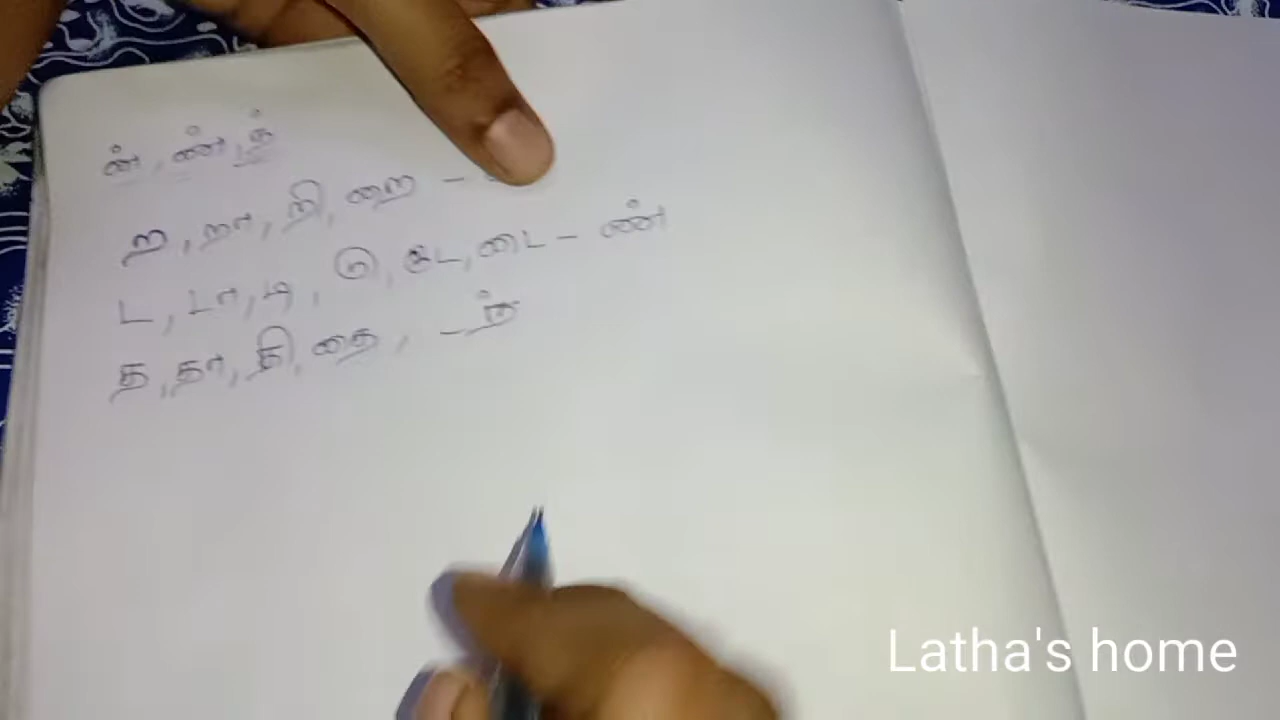 ன், ண், ந்
ற, றா, றி, றை -
ட, டா, டி, டு, டை - ண்
த, தா, தி, தை, - ந்
Latha's home